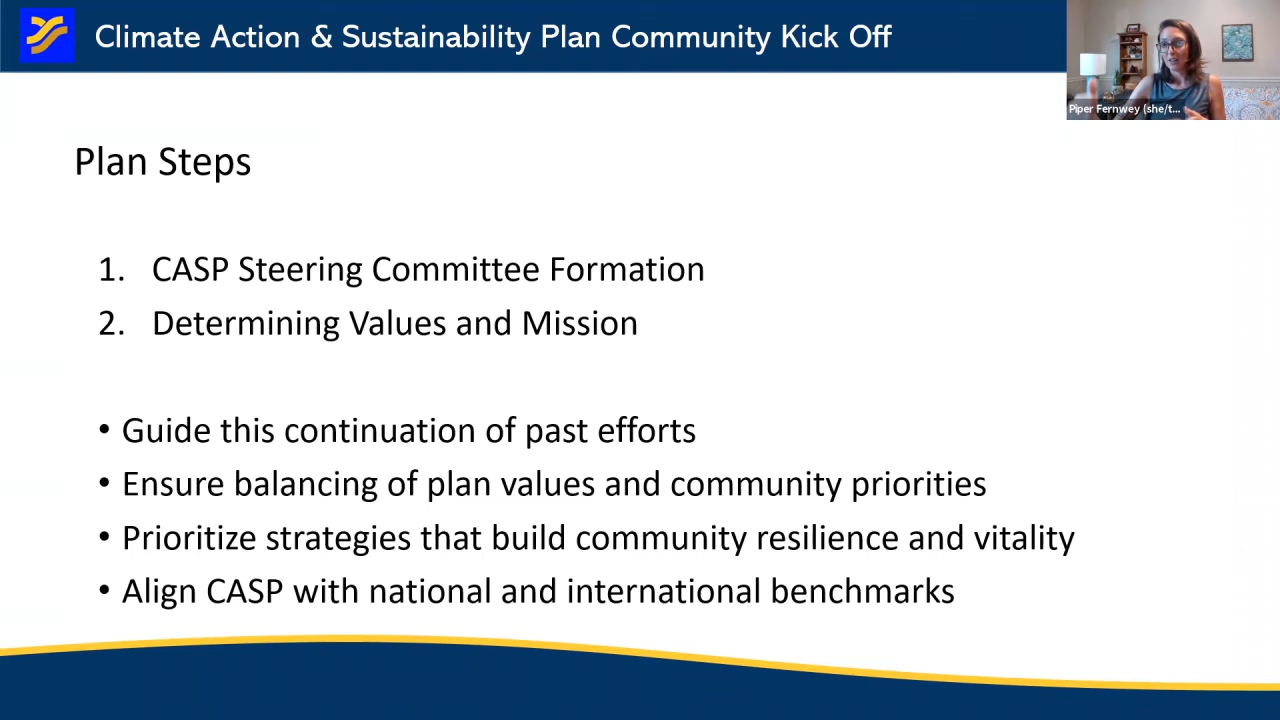 Climate Action & Sustainability Plan Community Kick Off
Piper Fernwey (she/t...
Plan Steps
1. CASP Steering Committee Formation
2. Determining Values and Mission
• Guide this continuation of past efforts
• Ensure balancing of plan values and community priorities
• Prioritize strategies that build community resilience and vitality
• Align CASP with national and international benchmarks